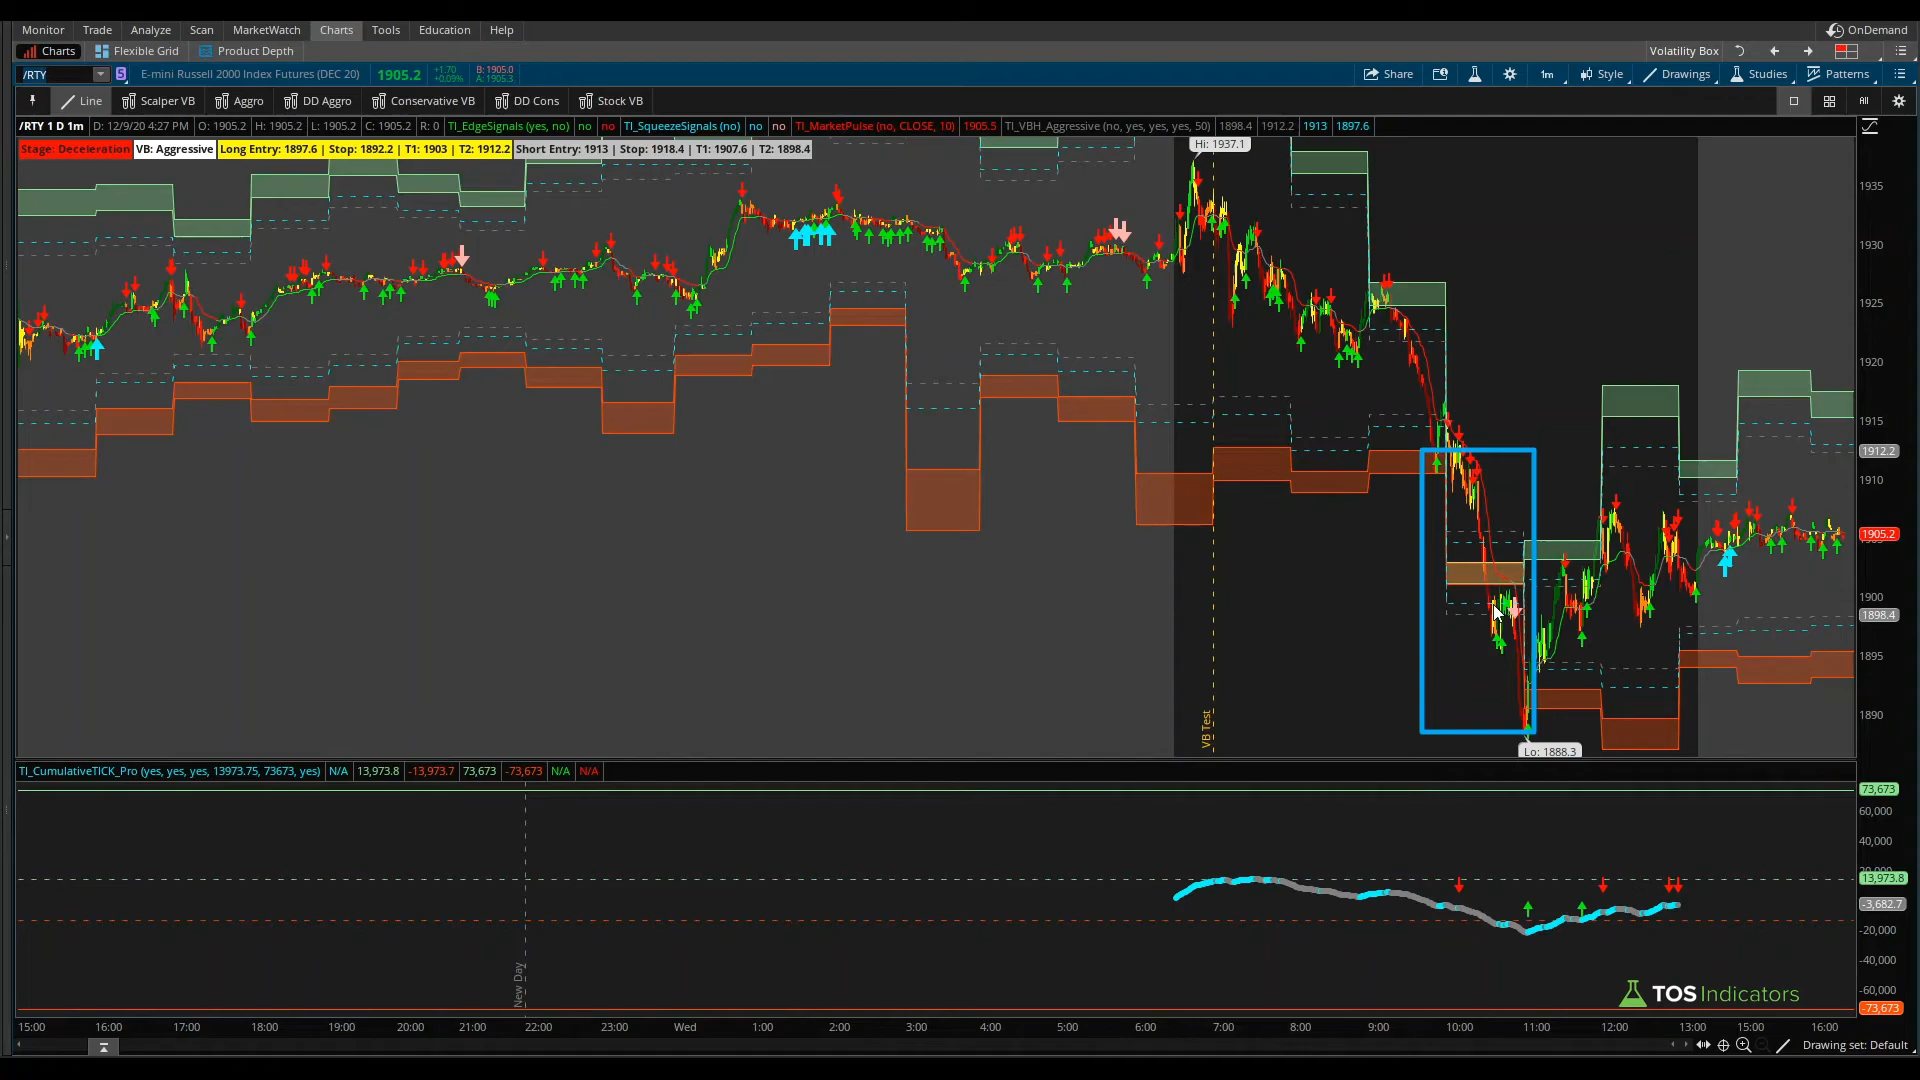 Monitor Trade Analyze Scan MarketWatch Charts Tools Education Help OnDemand
Charts Flexible Grid Product Depth Volatility Box
/RTY 5 E-mini Russell 2000 Index Futures (DEC 20) 1905.2 +1.70 +0.09% B: 1905.0 A: 1905.3 Share 1m Style Drawings Studies Patterns
Line Scalper VB Aggro DD Aggro Conservative VB DD Cons Stock VB All
/RTY 1 D 1m D: 12/9/20 4:27 PM O: 1905.2 H: 1905.2 L: 1905.2 C: 1905.2 R: 0 TI_EdgeSignals (yes, no) no no TI_SqueezeSignals (no) no no TI_MarketPulse (no, CLOSE, 10) 1905.5 TI_VBH_Aggressive (no, yes, yes, yes, 50) 1898.4 1912.2 1913 1897.6
Stage: Deceleration VB: Aggressive Long Entry: 1897.6 | Stop: 1892.2 | T1: 1903 | T2: 1912.2 Short Entry: 1913 | Stop: 1918.4 | T1: 1907.6 | T2: 1898.4
Hi: 1937.1
1935
1930
1925
1920
1915
1912.2
1910
1905.2
1900
1898.4
1895
1890
VB Test
Lo: 1888.3
TI_CumulativeTICK_Pro (yes, yes, yes, 13973.75, 73673, yes) N/A 13,973.8 -13,973.7 73,673 -73,673 N/A N/A
73,673
60,000
40,000
20,000
13,973.8
-3,682.7
-20,000
-40,000
-60,000
-73,673
New Day
TOS Indicators
15:00 16:00 17:00 18:00 19:00 20:00 21:00 22:00 23:00 Wed 1:00 2:00 3:00 4:00 5:00 6:00 7:00 8:00 9:00 10:00 11:00 12:00 13:00 15:00 16:00
Drawing set: Default